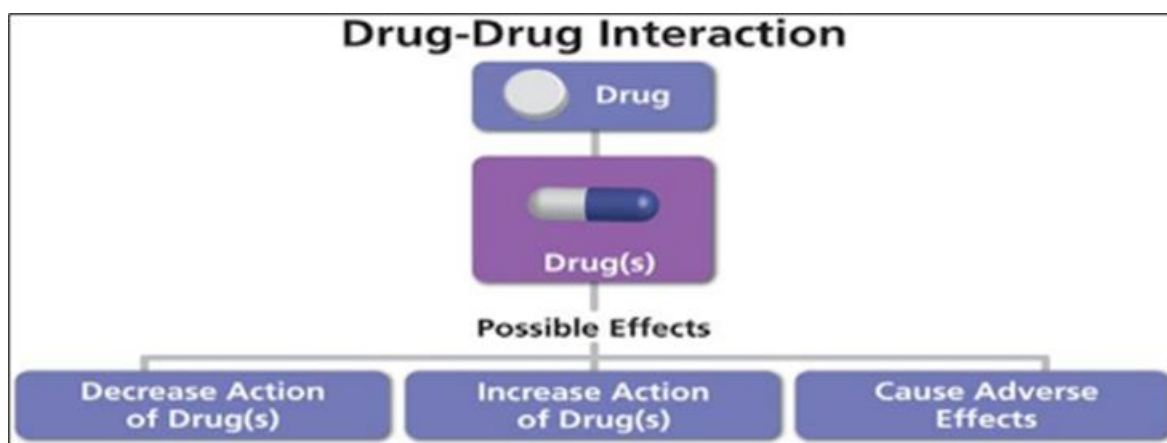 Drug-Drug Interaction
Drug
Drug(s)
Possible Effects
Decrease Action
of Drug(s)
Increase Action
of Drug(s)
Cause Adverse
Effects